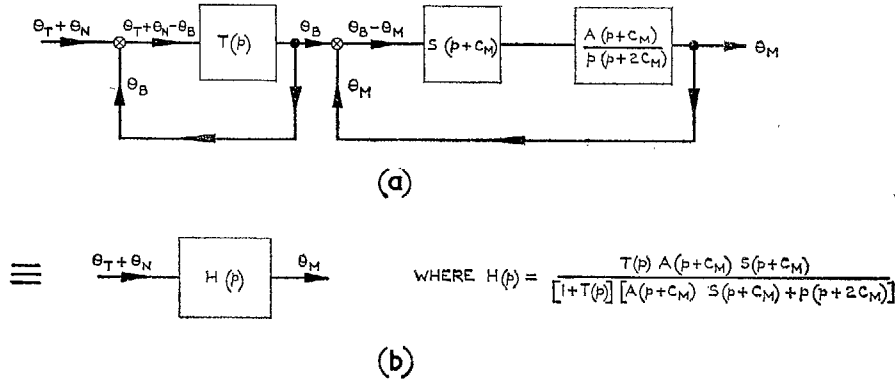 θT + θN
θT + θN - θB
T(p)
θB
θB - θM
S(p+CM)
A(p+CM)
p(p+2CM)
θM
θB
θM
(a)
≡
θT + θN
H(p)
θM
WHERE H(p) =
T(p) A(p+CM) S(p+CM)
[1+T(p)] [A(p+CM) S(p+CM) + p(p+2CM)]
(b)